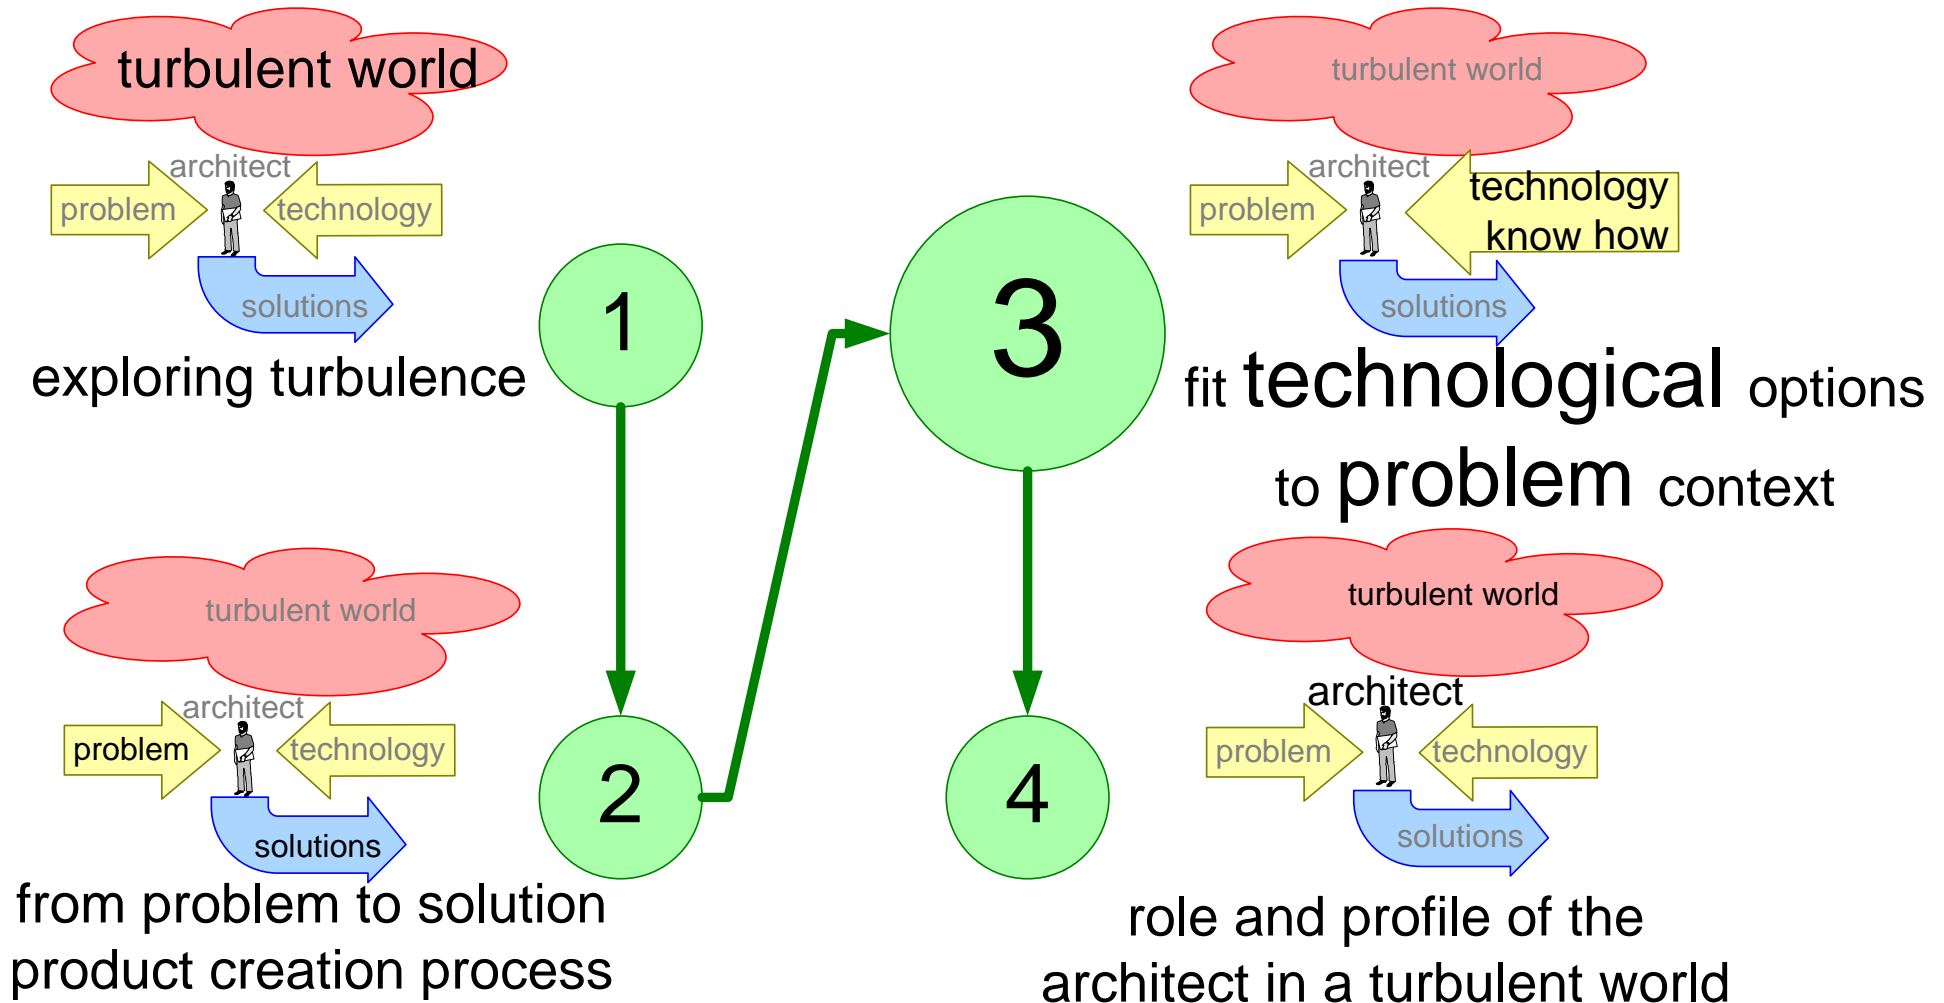 turbulent world
architect
problem
technology
solutions
exploring turbulence
1
turbulent world
architect
problem
technology
solutions
from problem to solution
product creation process
2
3
turbulent world
architect
problem
technology
know how
solutions
fit technological options
to problem context
4
turbulent world
architect
problem
technology
solutions
role and profile of the
architect in a turbulent world